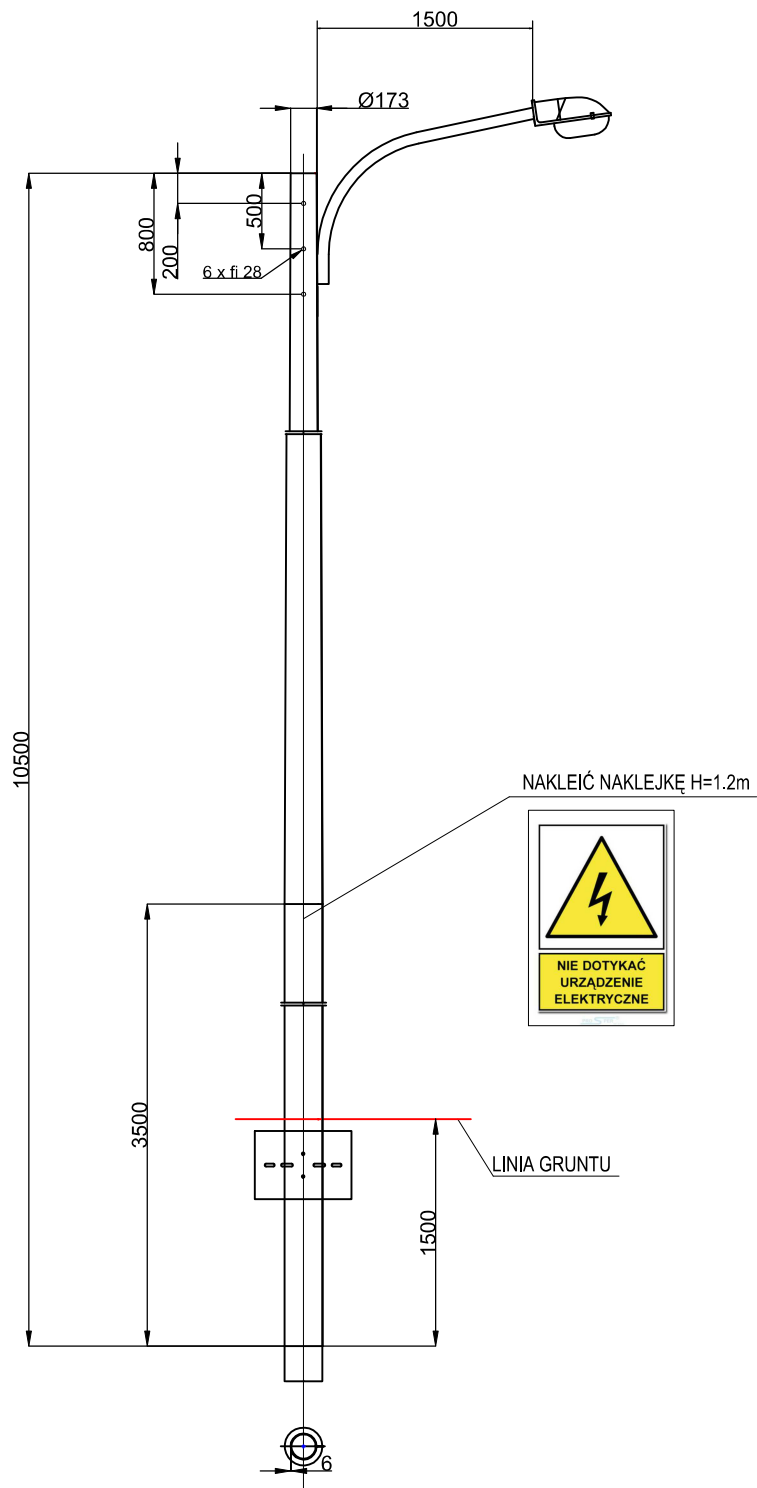 1500
Ø173
500
800
200
6 x fi 28
10500
NAKLEIĆ NAKLEJKĘ H=1.2m
NIE DOTYKAĆ
URZĄDZENIE
ELEKTRYCZNE
3500
LINIA GRUNTU
1500
6